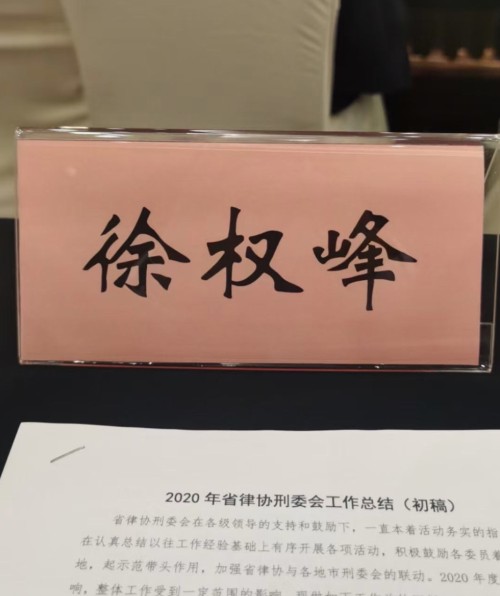 徐权峰
2020年省律协刑委会工作总结（初稿）
省律协刑委会在各级领导的支持和鼓励下，一直本着活动务实的指
在认真总结以往工作经验基础上有序开展各项活动，积极鼓励各委员着
地，起示范带头作用，加强省律协与各地市刑委会的联动。2020年度
响，整体工作受到一定范围的影响